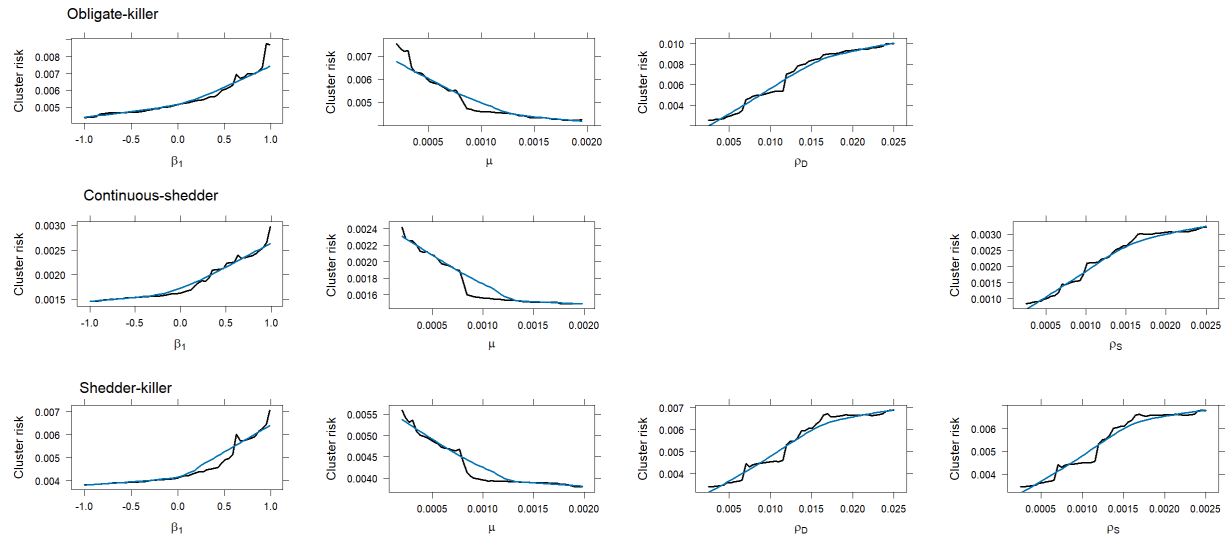 Obligate-killer
Cluster risk
0.008
0.007
0.006
0.005
-1.0 -0.5 0.0 0.5 1.0
β1
Cluster risk
0.007
0.006
0.005
0.0005 0.0010 0.0015 0.0020
μ
Cluster risk
0.010
0.008
0.006
0.004
0.005 0.010 0.015 0.020 0.025
ρD
Continuous-shedder
Cluster risk
0.0030
0.0025
0.0020
0.0015
-1.0 -0.5 0.0 0.5 1.0
β1
Cluster risk
0.0024
0.0022
0.0020
0.0018
0.0016
0.0005 0.0010 0.0015 0.0020
μ
Cluster risk
0.0030
0.0025
0.0020
0.0015
0.0010
0.0005 0.0010 0.0015 0.0020 0.0025
ρS
Shedder-killer
Cluster risk
0.007
0.006
0.005
0.004
-1.0 -0.5 0.0 0.5 1.0
β1
Cluster risk
0.0055
0.0050
0.0045
0.0040
0.0005 0.0010 0.0015 0.0020
μ
Cluster risk
0.007
0.006
0.005
0.004
0.005 0.010 0.015 0.020 0.025
ρD
Cluster risk
0.006
0.005
0.004
0.0005 0.0010 0.0015 0.0020 0.0025
ρS